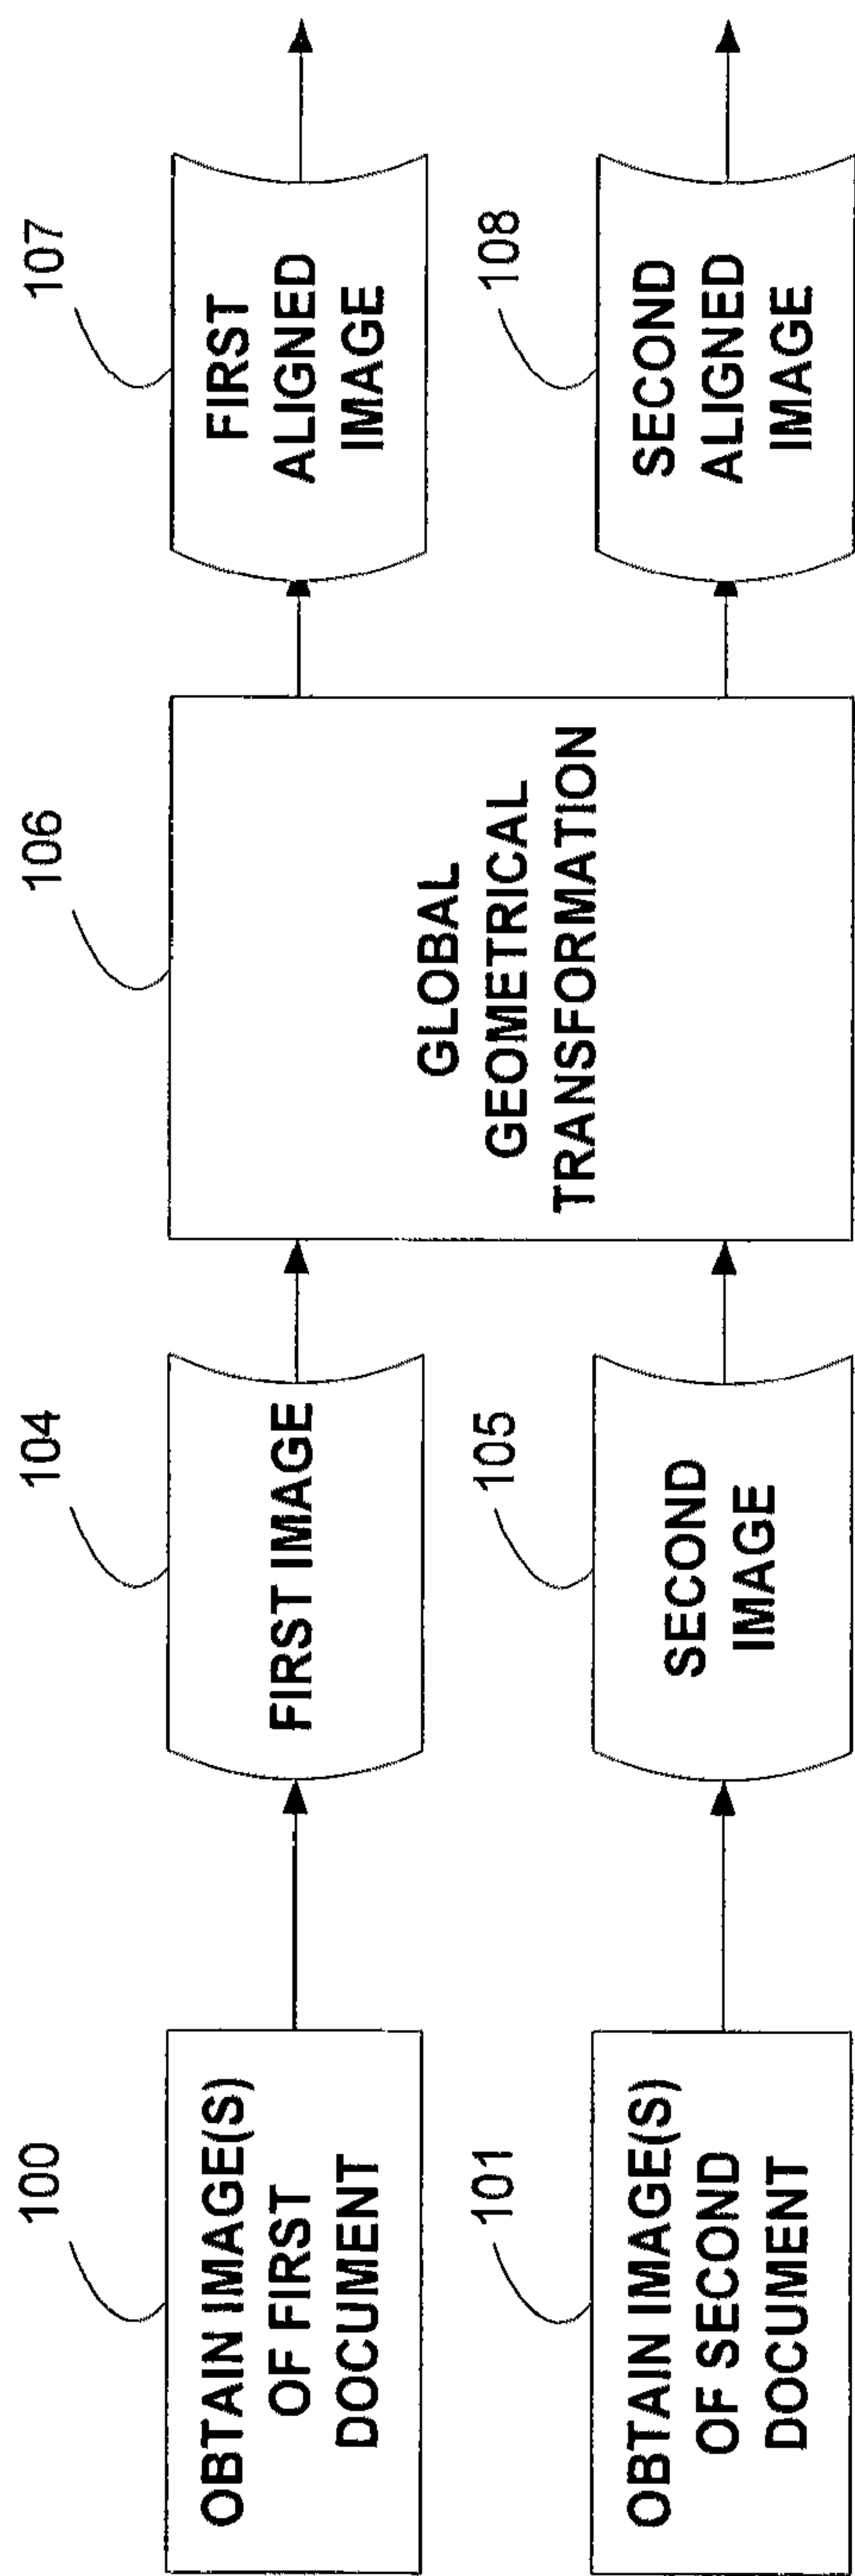 100
OBTAIN IMAGE(S)
OF FIRST
DOCUMENT
104
FIRST IMAGE
106
GLOBAL
GEOMETRICAL
TRANSFORMATION
107
FIRST
ALIGNED
IMAGE
101
OBTAIN IMAGE(S)
OF SECOND
DOCUMENT
105
SECOND
IMAGE
108
SECOND
ALIGNED
IMAGE